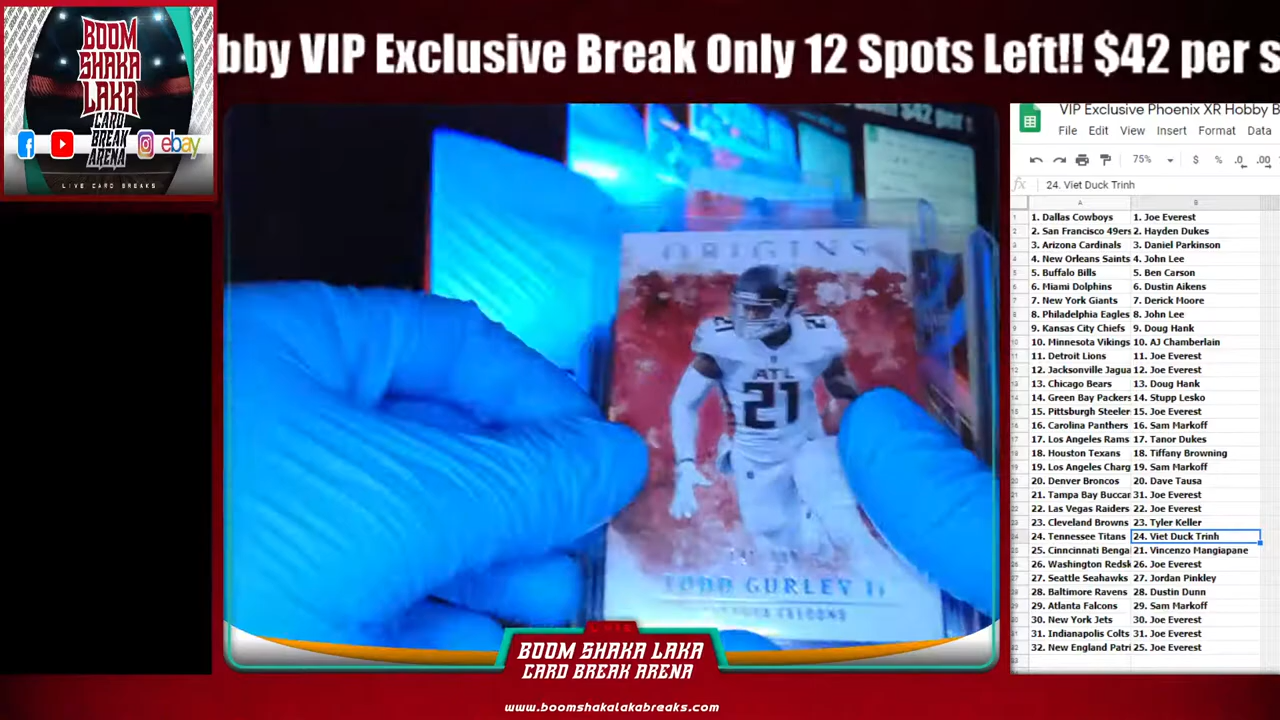 BOOM
SHAKA
LAKA
CARD
BREAK
ARENA
ebay
LIVE CARD BREAKS
bby VIP Exclusive Break Only 12 Spots Left!! $42 per s
$42 per
ORIGINS
ATL
21
TODD GURLEY II
BOOM SHAKA LAKA
CARD BREAK ARENA
www.boomshakalakabreaks.com
VIP Exclusive Phoenix XR Hobby B
File Edit View Insert Format Data
75% $ % .0 .00
fx 24. Viet Duck Trinh
A B
1. Dallas Cowboys 1. Joe Everest
2. San Francisco 49ers 2. Hayden Dukes
3. Arizona Cardinals 3. Daniel Parkinson
4. New Orleans Saints 4. John Lee
5. Buffalo Bills 5. Ben Carson
6. Miami Dolphins 6. Dustin Aikens
7. New York Giants 7. Derick Moore
8. Philadelphia Eagles 8. John Lee
9. Kansas City Chiefs 9. Doug Hank
10. Minnesota Vikings 10. AJ Chamberlain
11. Detroit Lions 11. Joe Everest
12. Jacksonville Jagua 12. Joe Everest
13. Chicago Bears 13. Doug Hank
14. Green Bay Packers 14. Stupp Lesko
15. Pittsburgh Steeler 15. Joe Everest
16. Carolina Panthers 16. Sam Markoff
17. Los Angeles Rams 17. Tanor Dukes
18. Houston Texans 18. Tiffany Browning
19. Los Angeles Charg 19. Sam Markoff
20. Denver Broncos 20. Dave Tausa
21. Tampa Bay Buccan 31. Joe Everest
22. Las Vegas Raiders 22. Joe Everest
23. Cleveland Browns 23. Tyler Keller
24. Tennessee Titans 24. Viet Duck Trinh
25. Cinncinnati Benga 21. Vincenzo Mangiapane
26. Washington Redsk 26. Joe Everest
27. Seattle Seahawks 27. Jordan Pinkley
28. Baltimore Ravens 28. Dustin Dunn
29. Atlanta Falcons 29. Sam Markoff
30. New York Jets 30. Joe Everest
31. Indianapolis Colts 31. Joe Everest
32. New England Patri 25. Joe Everest